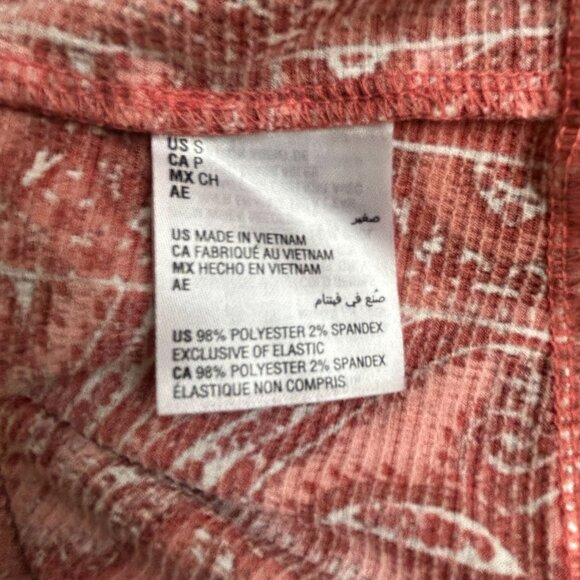 US S
CA P
MX CH
AE
صغير
US MADE IN VIETNAM
CA FABRIQUÉ AU VIETNAM
MX HECHO EN VIETNAM
AE
صُنع في فيتنام
US 98% POLYESTER 2% SPANDEX
EXCLUSIVE OF ELASTIC
CA 98% POLYESTER 2% SPANDEX
ÉLASTIQUE NON COMPRIS